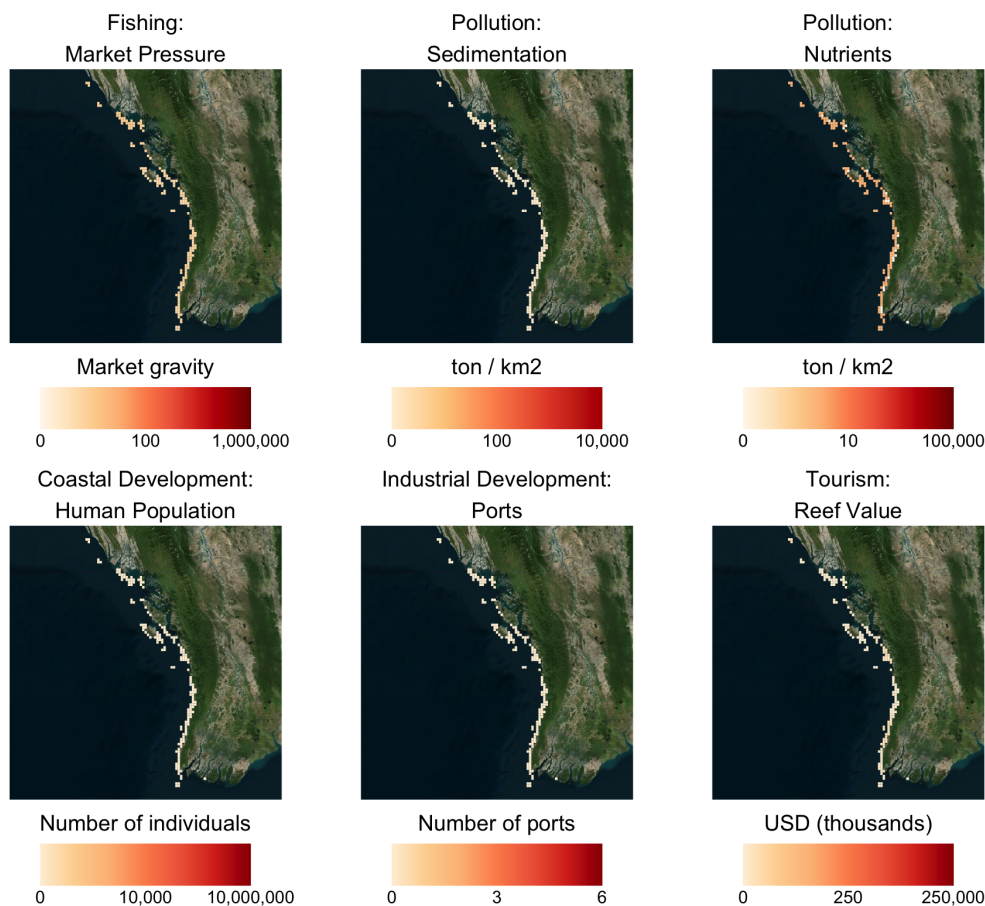 Fishing:
Market Pressure
Pollution:
Sedimentation
Pollution:
Nutrients
Market gravity
0 100 1,000,000
ton / km2
0 100 10,000
ton / km2
0 10 100,000
Coastal Development:
Human Population
Industrial Development:
Ports
Tourism:
Reef Value
Number of individuals
0 10,000 10,000,000
Number of ports
0 3 6
USD (thousands)
0 250 250,000